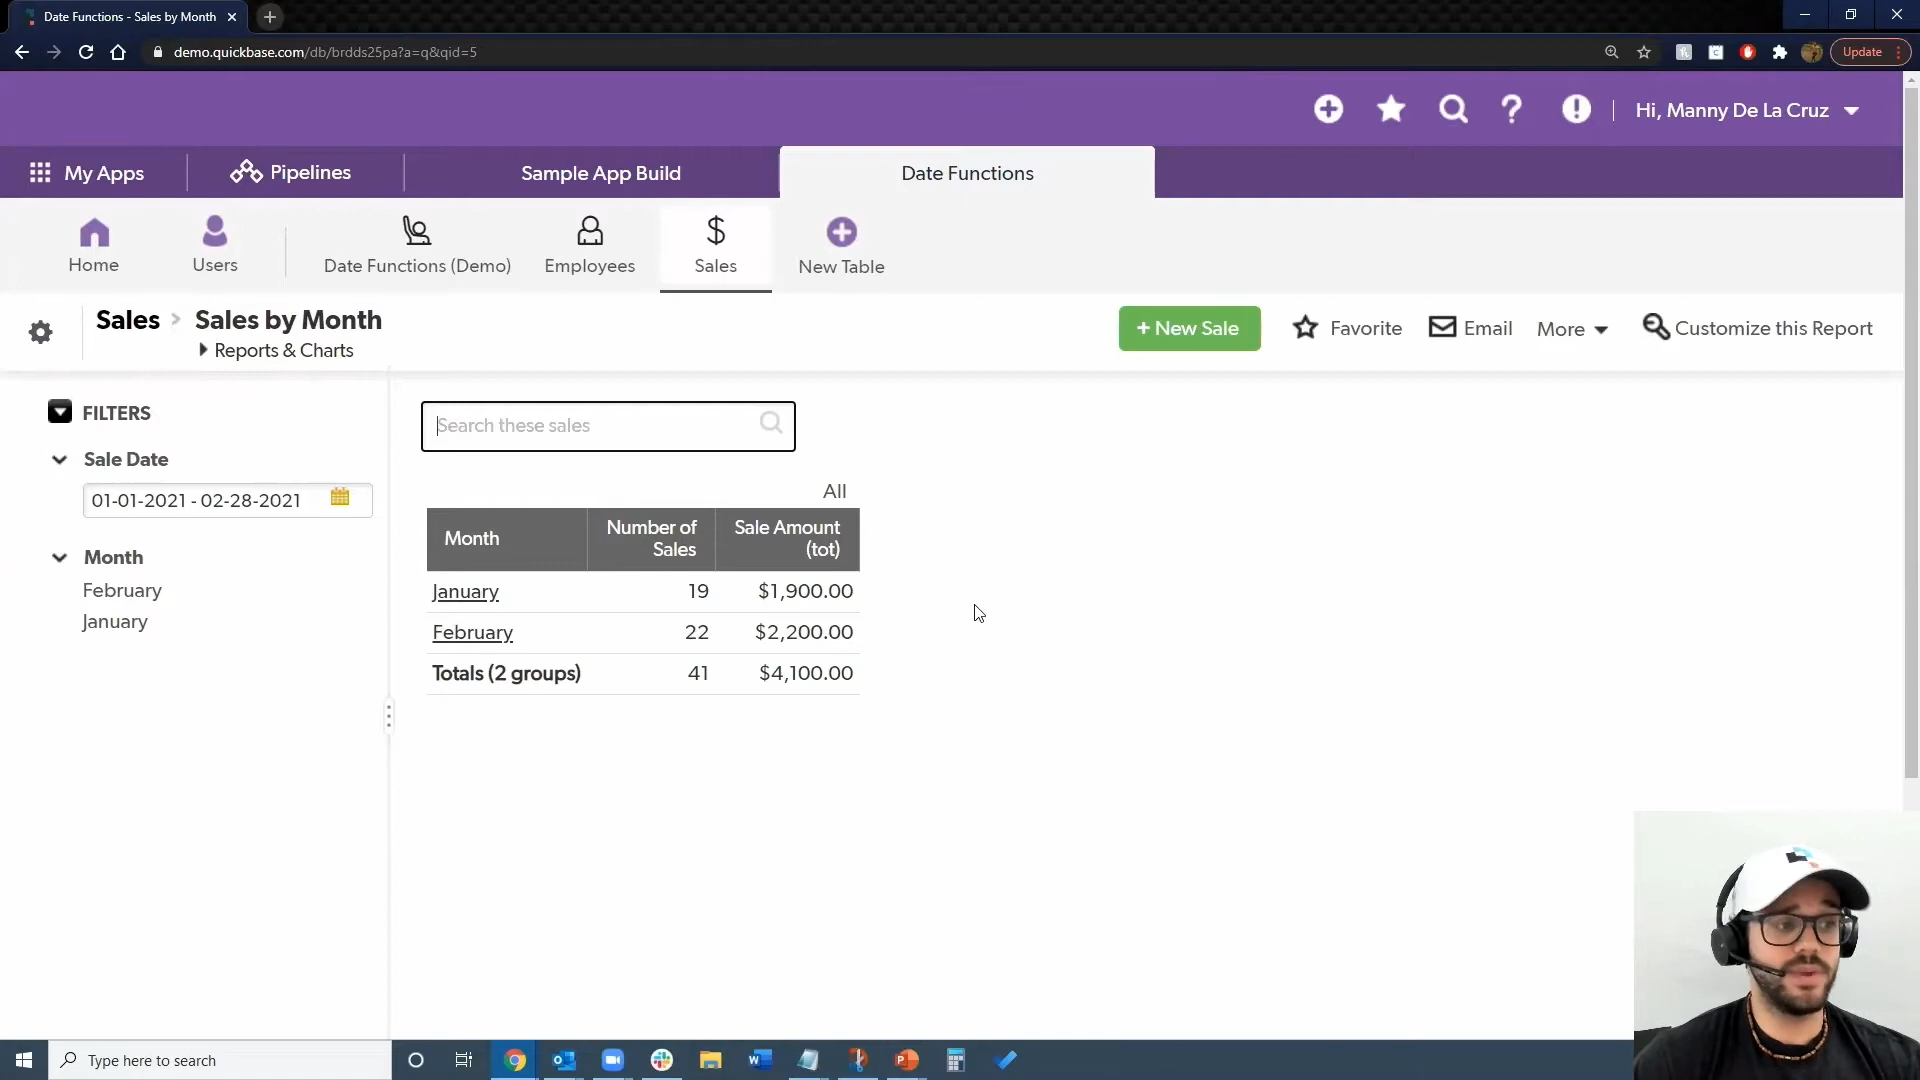 Date Functions - Sales by Month
demo.quickbase.com/db/brdds25pa?a=q&qid=5
Update
Hi, Manny De La Cruz
My Apps
Pipelines
Sample App Build
Date Functions
Home
Users
Date Functions (Demo)
Employees
Sales
New Table
Sales > Sales by Month
Reports & Charts
+ New Sale
Favorite
Email
More
Customize this Report
FILTERS
Sale Date
01-01-2021 - 02-28-2021
Month
February
January
Search these sales
All
Month Number of Sales Sale Amount (tot)
January 19 $1,900.00
February 22 $2,200.00
Totals (2 groups) 41 $4,100.00
Type here to search